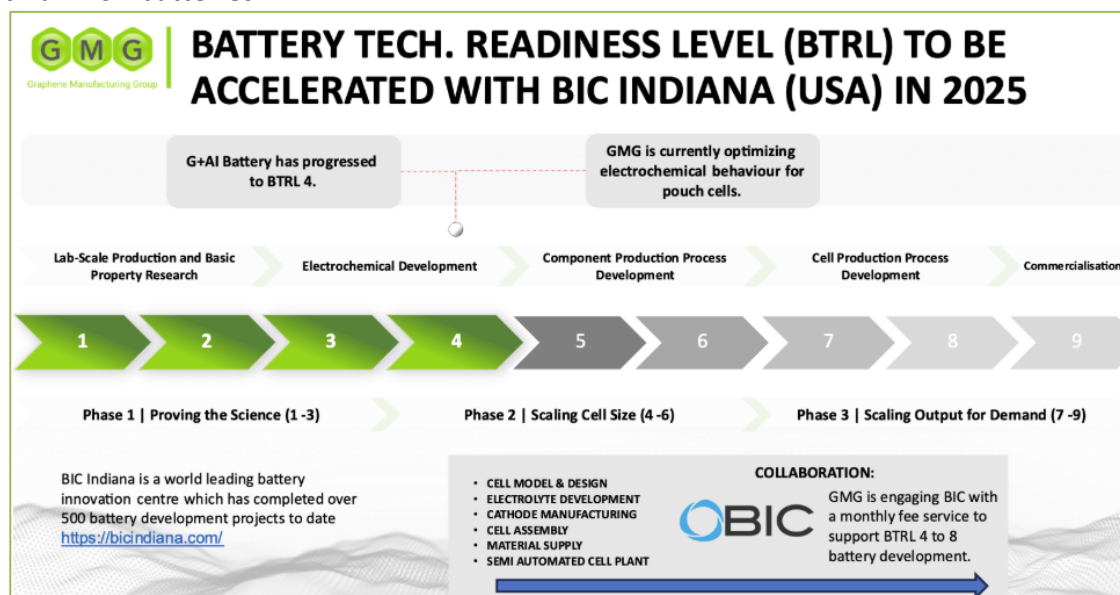 GMG
Graphene Manufacturing Group
BATTERY TECH. READINESS LEVEL (BTRL) TO BE
ACCELERATED WITH BIC INDIANA (USA) IN 2025
G+AI Battery has progressed
to BTRL 4.
GMG is currently optimizing
electrochemical behaviour for
pouch cells.
Lab-Scale Production and Basic
Property Research
Electrochemical Development
Component Production Process
Development
Cell Production Process
Development
Commercialisation
1
2
3
4
5
6
7
8
9
Phase 1 | Proving the Science (1 -3)
Phase 2 | Scaling Cell Size (4 -6)
Phase 3 | Scaling Output for Demand (7 -9)
BIC Indiana is a world leading battery
innovation centre which has completed over
500 battery development projects to date
https://bicindiana.com/
• CELL MODEL & DESIGN
• ELECTROLYTE DEVELOPMENT
• CATHODE MANUFACTURING
• CELL ASSEMBLY
• MATERIAL SUPPLY
• SEMI AUTOMATED CELL PLANT
BIC
COLLABORATION:
GMG is engaging BIC with
a monthly fee service to
support BTRL 4 to 8
battery development.